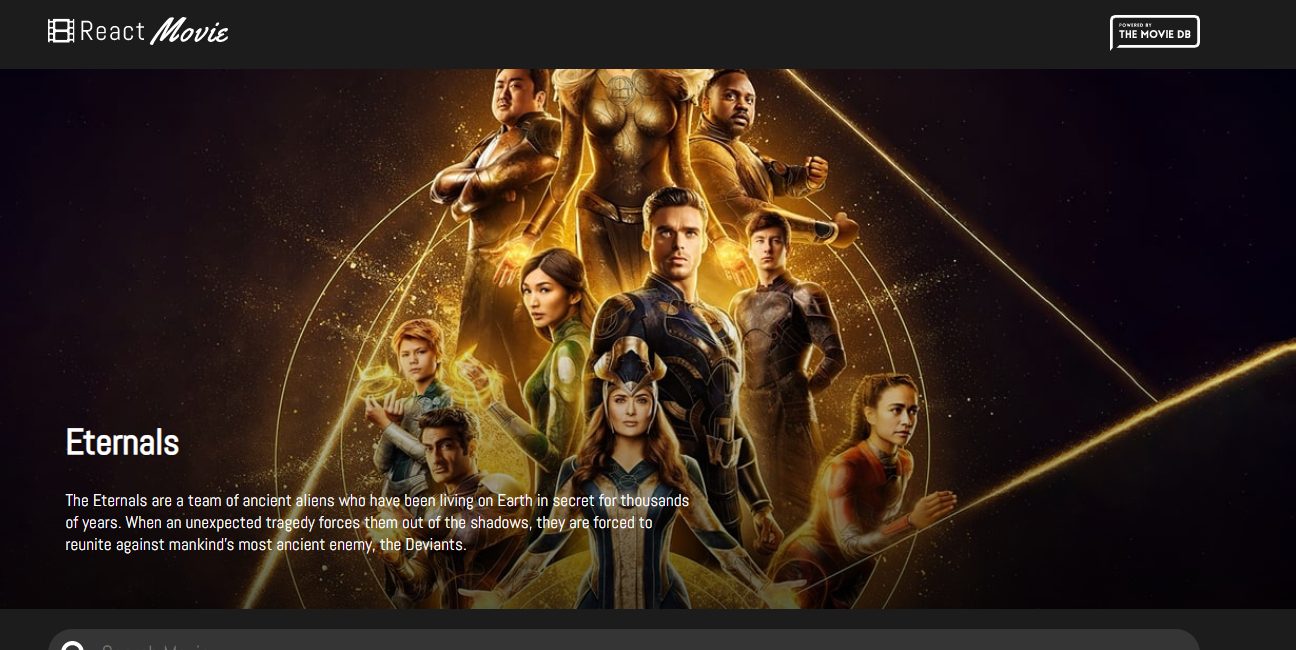 React Movie
POWERED BY
THE MOVIE DB
Eternals
The Eternals are a team of ancient aliens who have been living on Earth in secret for thousands
of years. When an unexpected tragedy forces them out of the shadows, they are forced to
reunite against mankind's most ancient enemy, the Deviants.